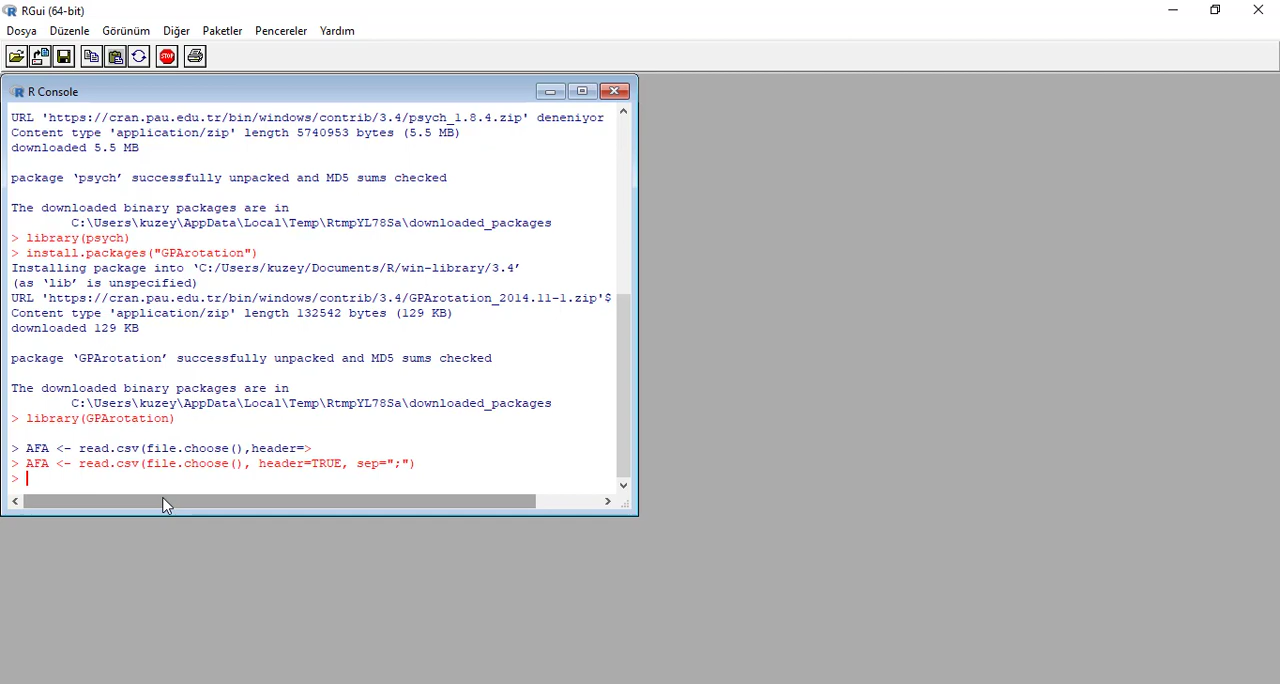 RGui (64-bit)
Dosya Düzenle Görünüm Diğer Paketler Pencereler Yardım
STOP
R Console
URL 'https://cran.pau.edu.tr/bin/windows/contrib/3.4/psych_1.8.4.zip' deneniyor
Content type 'application/zip' length 5740953 bytes (5.5 MB)
downloaded 5.5 MB
package ‘psych’ successfully unpacked and MD5 sums checked
The downloaded binary packages are in
C:\Users\kuzey\AppData\Local\Temp\RtmpYL78Sa\downloaded_packages
> library(psych)
> install.packages("GPArotation")
Installing package into ‘C:/Users/kuzey/Documents/R/win-library/3.4’
(as ‘lib’ is unspecified)
URL 'https://cran.pau.edu.tr/bin/windows/contrib/3.4/GPArotation_2014.11-1.zip'$
Content type 'application/zip' length 132542 bytes (129 KB)
downloaded 129 KB
package ‘GPArotation’ successfully unpacked and MD5 sums checked
The downloaded binary packages are in
C:\Users\kuzey\AppData\Local\Temp\RtmpYL78Sa\downloaded_packages
> library(GPArotation)
> AFA <- read.csv(file.choose(),header=>
> AFA <- read.csv(file.choose(), header=TRUE, sep=";")
>